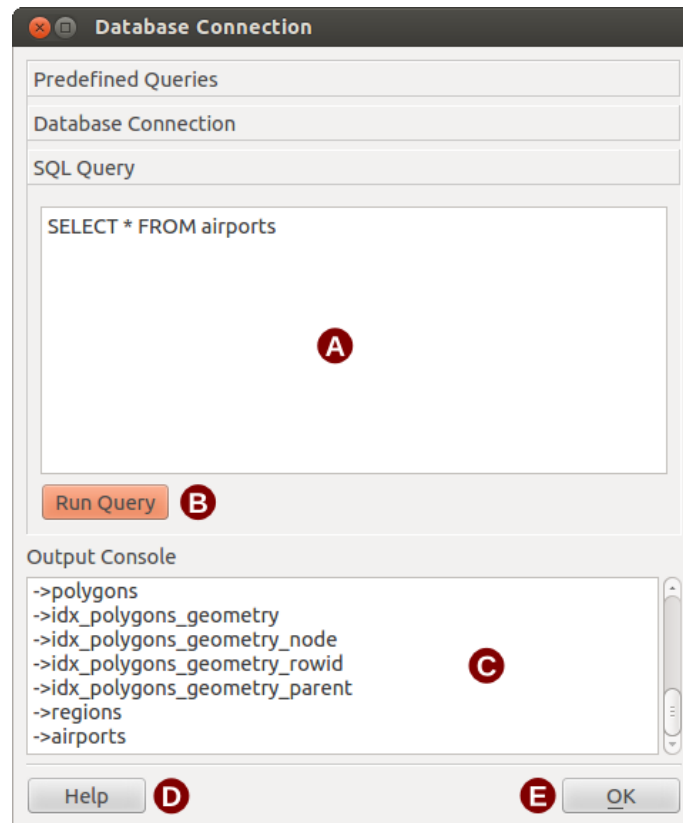 Database Connection
Predefined Queries
Database Connection
SQL Query
SELECT * FROM airports
A
Run Query B
Output Console
->polygons
->idx_polygons_geometry
->idx_polygons_geometry_node
->idx_polygons_geometry_rowid
->idx_polygons_geometry_parent
C
->regions
->airports
Help D E OK